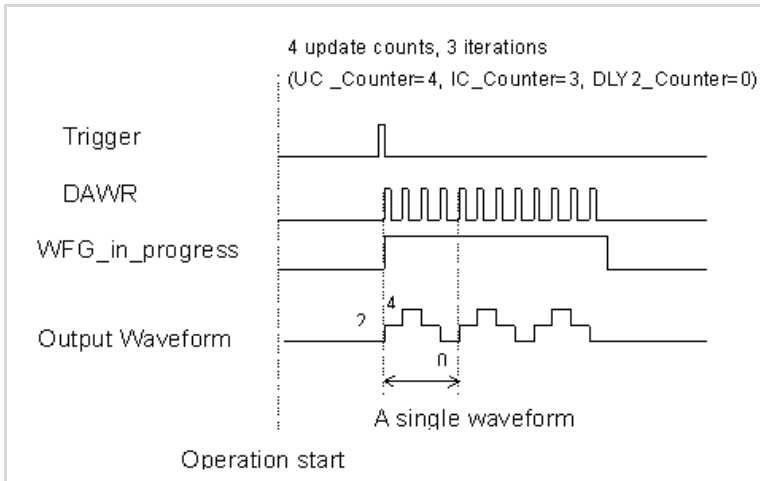 4 update counts, 3 iterations
(UC _Counter=4, IC_Counter=3, DLY2_Counter=0)
Trigger
DAWR
WFG_in_progress
4
2
Output Waveform
0
A single waveform
Operation start